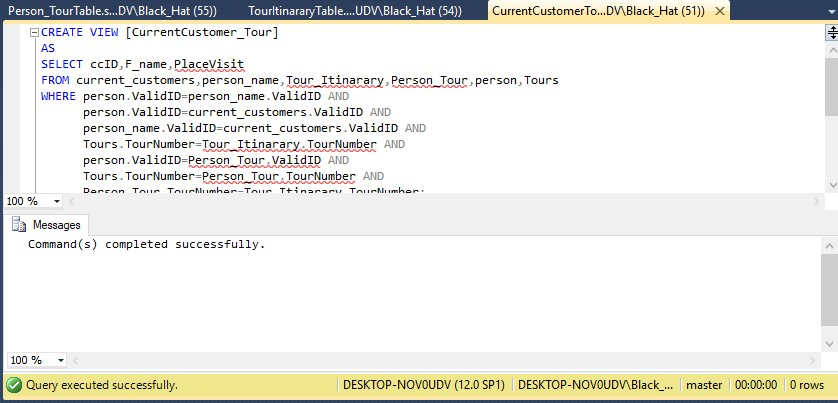 Person_TourTable.s...DV\Black_Hat (55)) TourItinararyTable....UDV\Black_Hat (54)) CurrentCustomerTo...DV\Black_Hat (51))
CREATE VIEW [CurrentCustomer_Tour]
AS
SELECT ccID,F_name,PlaceVisit
FROM current_customers,person_name,Tour_Itinarary,Person_Tour,person,Tours
WHERE person.ValidID=person_name.ValidID AND
person.ValidID=current_customers.ValidID AND
person_name.ValidID=current_customers.ValidID AND
Tours.TourNumber=Tour_Itinarary.TourNumber AND
person.ValidID=Person_Tour.ValidID AND
Tours.TourNumber=Person_Tour.TourNumber AND
Person_Tour.TourNumber=Tour_Itinarary.TourNumber;
100 %
Messages
Command(s) completed successfully.
100 %
Query executed successfully. DESKTOP-NOV0UDV (12.0 SP1) DESKTOP-NOV0UDV\Black_... master 00:00:00 0 rows